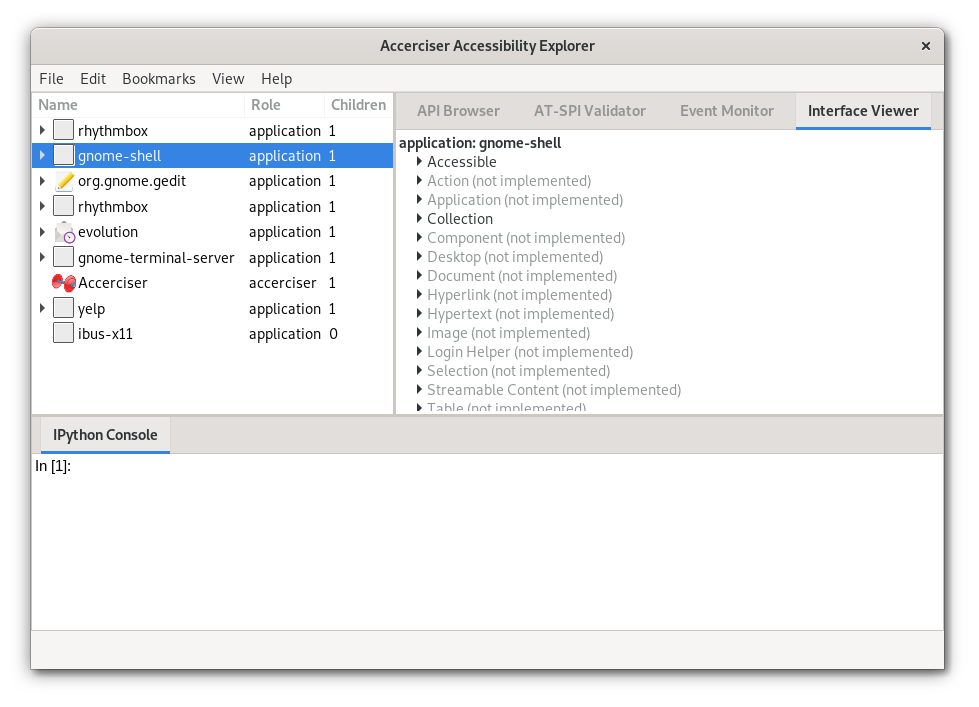 Accerciser Accessibility Explorer
File Edit Bookmarks View Help
Name Role Children
rhythmbox application 1
gnome-shell application 1
org.gnome.gedit application 1
rhythmbox application 1
evolution application 1
gnome-terminal-server application 1
Accerciser accerciser 1
yelp application 1
ibus-x11 application 0
API Browser AT-SPI Validator Event Monitor Interface Viewer
application: gnome-shell
Accessible
Action (not implemented)
Application (not implemented)
Collection
Component (not implemented)
Desktop (not implemented)
Document (not implemented)
Hyperlink (not implemented)
Hypertext (not implemented)
Image (not implemented)
Login Helper (not implemented)
Selection (not implemented)
Streamable Content (not implemented)
Table (not implemented)
IPython Console
In [1]: